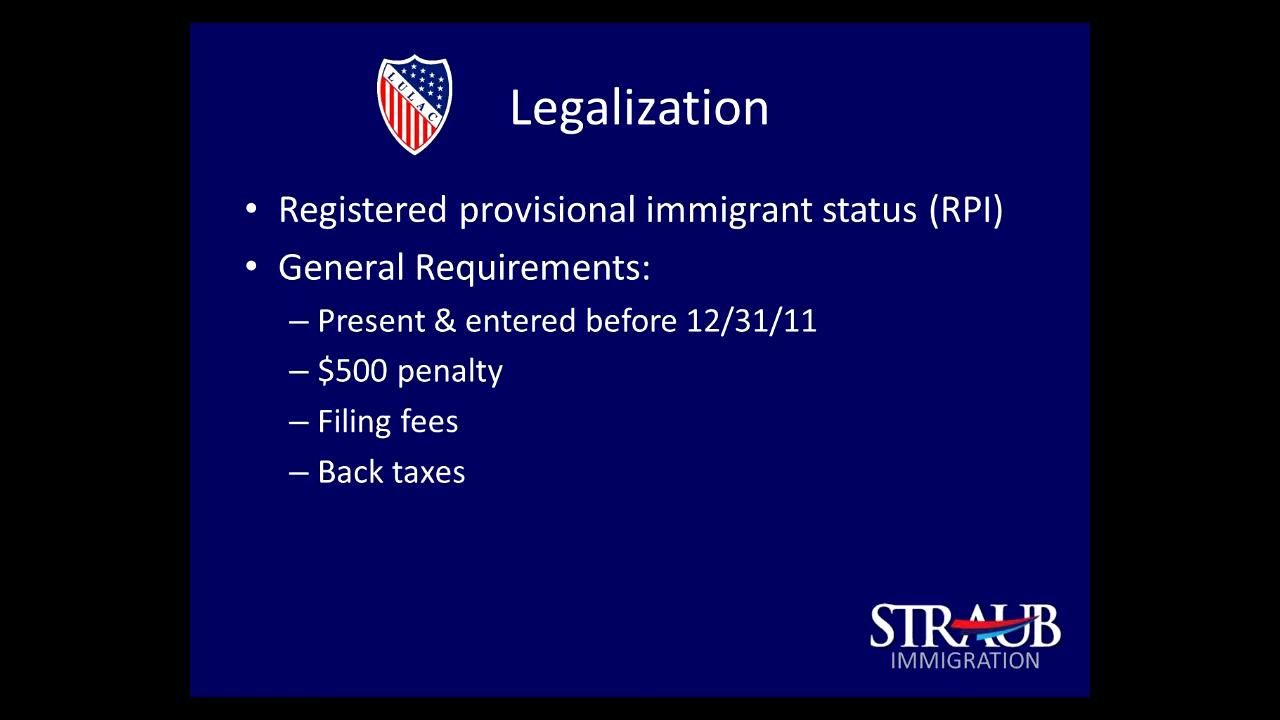 LULAC
Legalization
• Registered provisional immigrant status (RPI)
• General Requirements:
– Present & entered before 12/31/11
– $500 penalty
– Filing fees
– Back taxes
STRAUB
IMMIGRATION